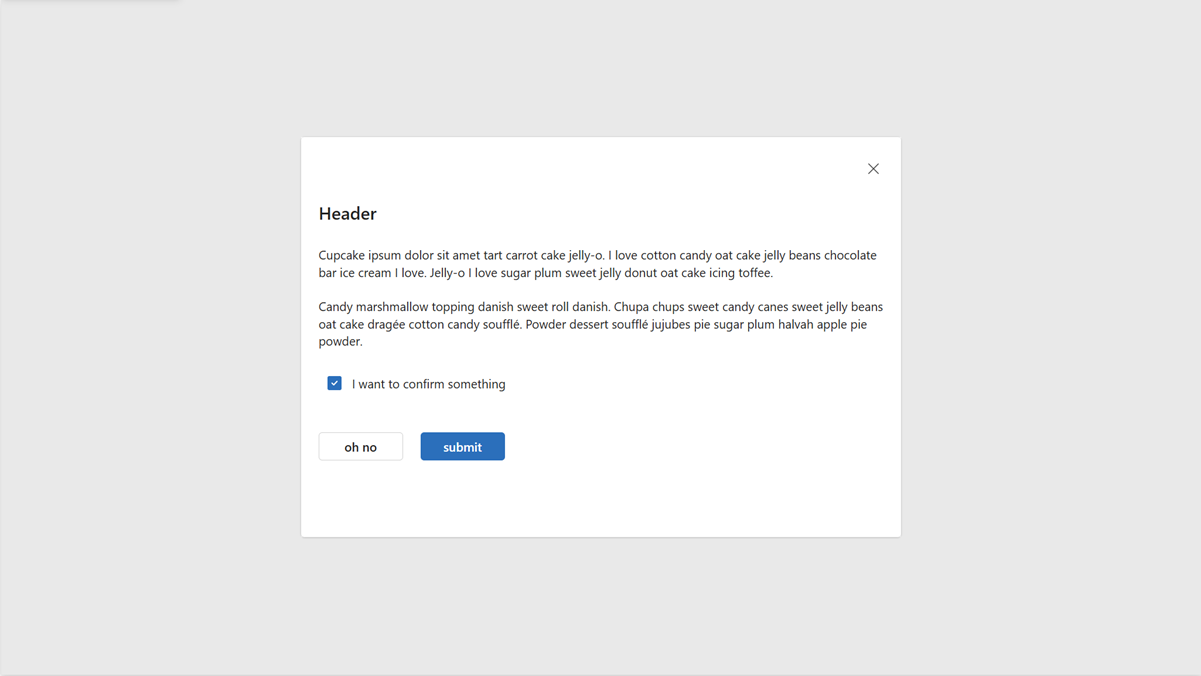 Header
Cupcake ipsum dolor sit amet tart carrot cake jelly-o. I love cotton candy oat cake jelly beans chocolate
bar ice cream I love. Jelly-o I love sugar plum sweet jelly donut oat cake icing toffee.
Candy marshmallow topping danish sweet roll danish. Chupa chups sweet candy canes sweet jelly beans
oat cake dragée cotton candy soufflé. Powder dessert soufflé jujubes pie sugar plum halvah apple pie
powder.
I want to confirm something
oh no
submit